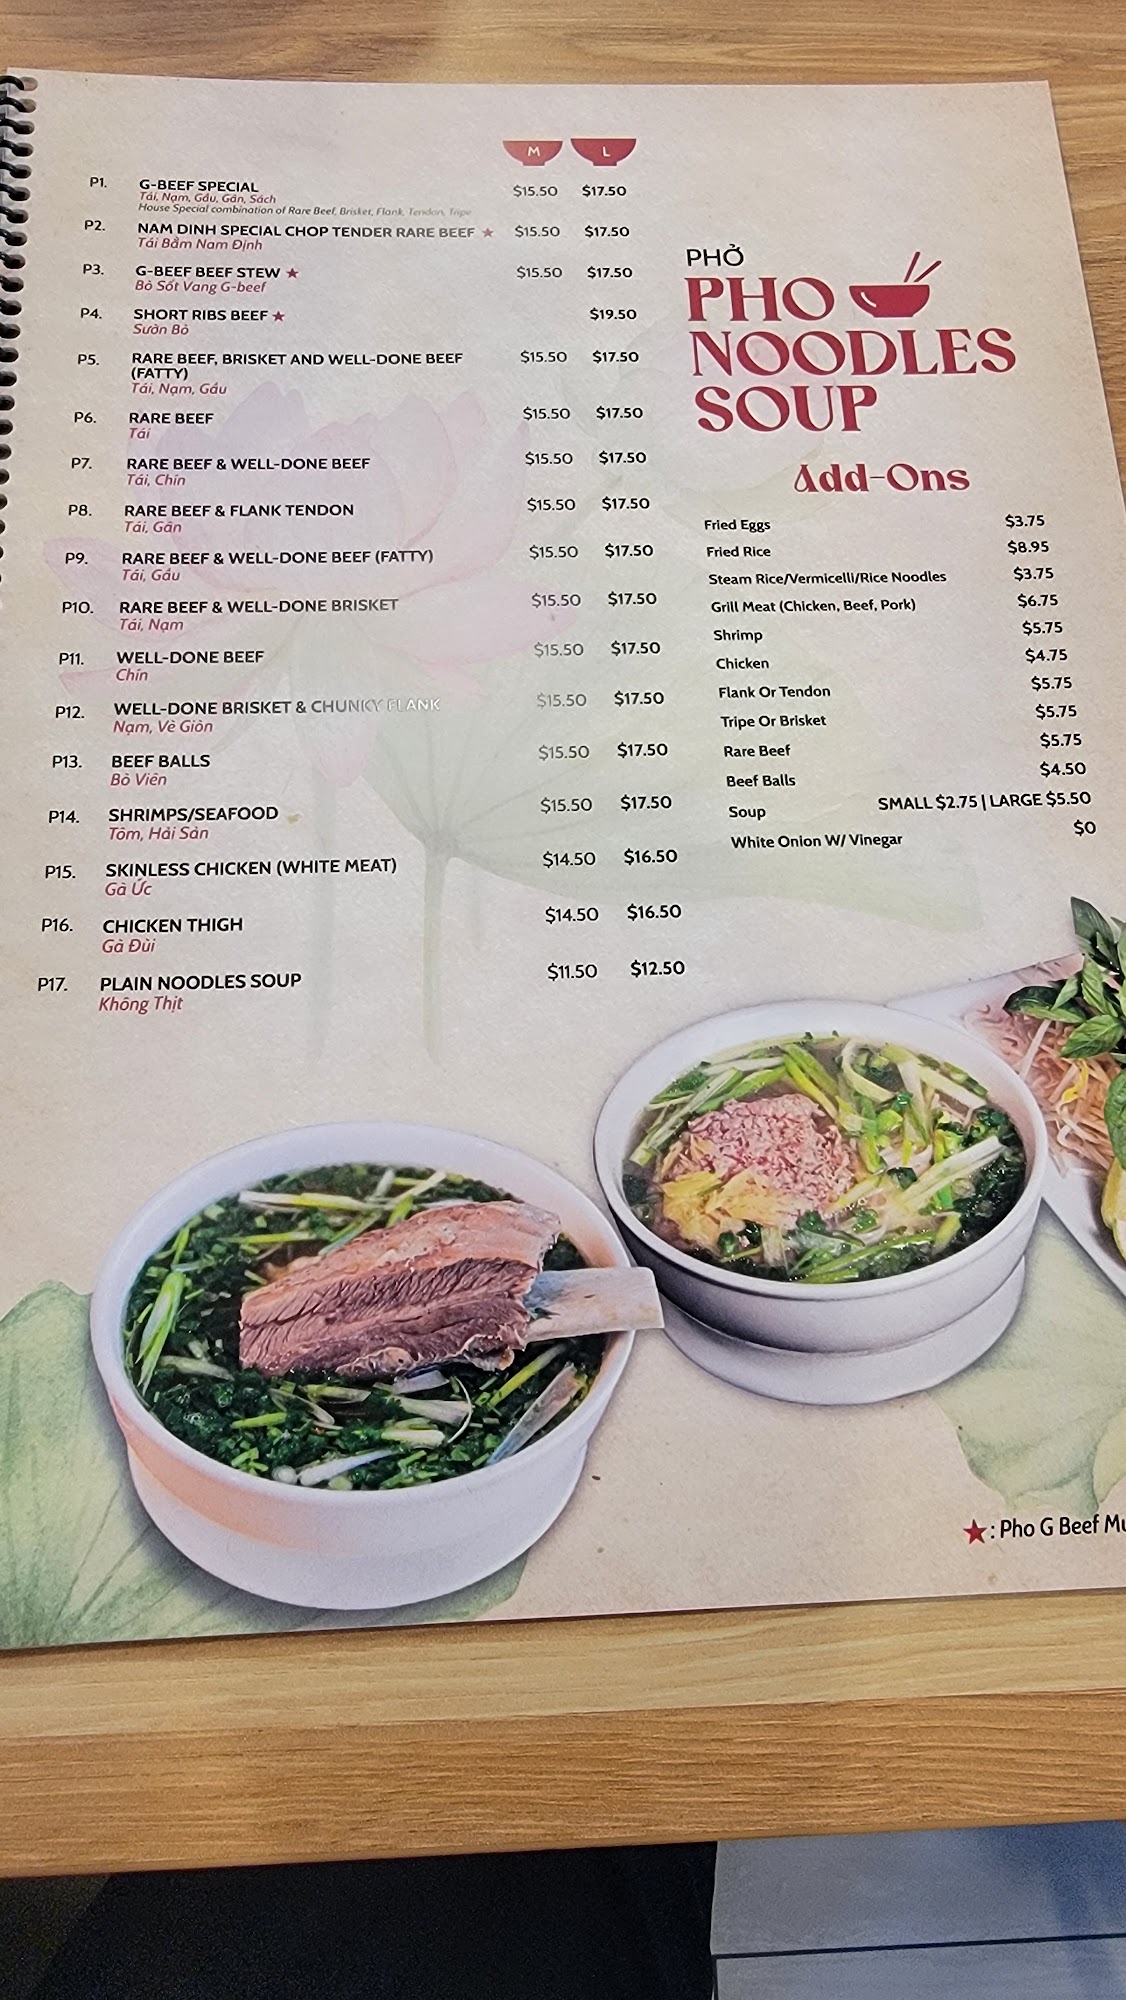 M L
P1. G-BEEF SPECIAL $15.50 $17.50
Tái, Nạm, Gầu, Gân, Sách
House Special combination of Rare Beef, Brisket, Flank, Tendon, Tripe
P2. NAM DINH SPECIAL CHOP TENDER RARE BEEF ★ $15.50 $17.50
Tái Bằm Nam Định
P3. G-BEEF BEEF STEW ★ $15.50 $17.50
Bò Sốt Vang G-beef
P4. SHORT RIBS BEEF ★ $19.50
Sườn Bò
P5. RARE BEEF, BRISKET AND WELL-DONE BEEF $15.50 $17.50
(FATTY)
Tái, Nạm, Gầu
P6. RARE BEEF $15.50 $17.50
Tái
P7. RARE BEEF & WELL-DONE BEEF $15.50 $17.50
Tái, Chín
P8. RARE BEEF & FLANK TENDON $15.50 $17.50
Tái, Gân
P9. RARE BEEF & WELL-DONE BEEF (FATTY) $15.50 $17.50
Tái, Gầu
P10. RARE BEEF & WELL-DONE BRISKET $15.50 $17.50
Tái, Nạm
P11. WELL-DONE BEEF $15.50 $17.50
Chín
P12. WELL-DONE BRISKET & CHUNKY FLANK $15.50 $17.50
Nạm, Vè Giòn
P13. BEEF BALLS $15.50 $17.50
Bò Viên
P14. SHRIMPS/SEAFOOD $15.50 $17.50
Tôm, Hải Sản
P15. SKINLESS CHICKEN (WHITE MEAT) $14.50 $16.50
Gà Ức
P16. CHICKEN THIGH $14.50 $16.50
Gà Đùi
P17. PLAIN NOODLES SOUP $11.50 $12.50
Không Thịt
PHỞ
PHO
NOODLES
SOUP
Add-Ons
Fried Eggs $3.75
Fried Rice $8.95
Steam Rice/Vermicelli/Rice Noodles $3.75
Grill Meat (Chicken, Beef, Pork) $6.75
Shrimp $5.75
Chicken $4.75
Flank Or Tendon $5.75
Tripe Or Brisket $5.75
Rare Beef $5.75
Beef Balls $4.50
Soup SMALL $2.75 | LARGE $5.50
White Onion W/ Vinegar $0
★: Pho G Beef